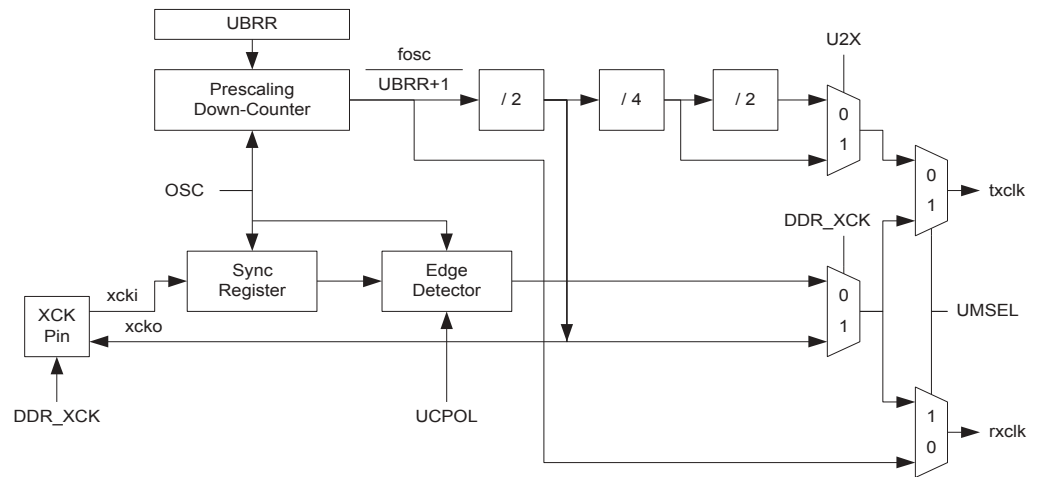 UBRR
fosc
UBRR+1
U2X
Prescaling
Down-Counter
/ 2
/ 4
/ 2
0
1
OSC
0
1
txclk
DDR_XCK
Sync
Register
Edge
Detector
xcki
XCK
Pin
xcko
0
1
UMSEL
DDR_XCK
UCPOL
1
0
rxclk